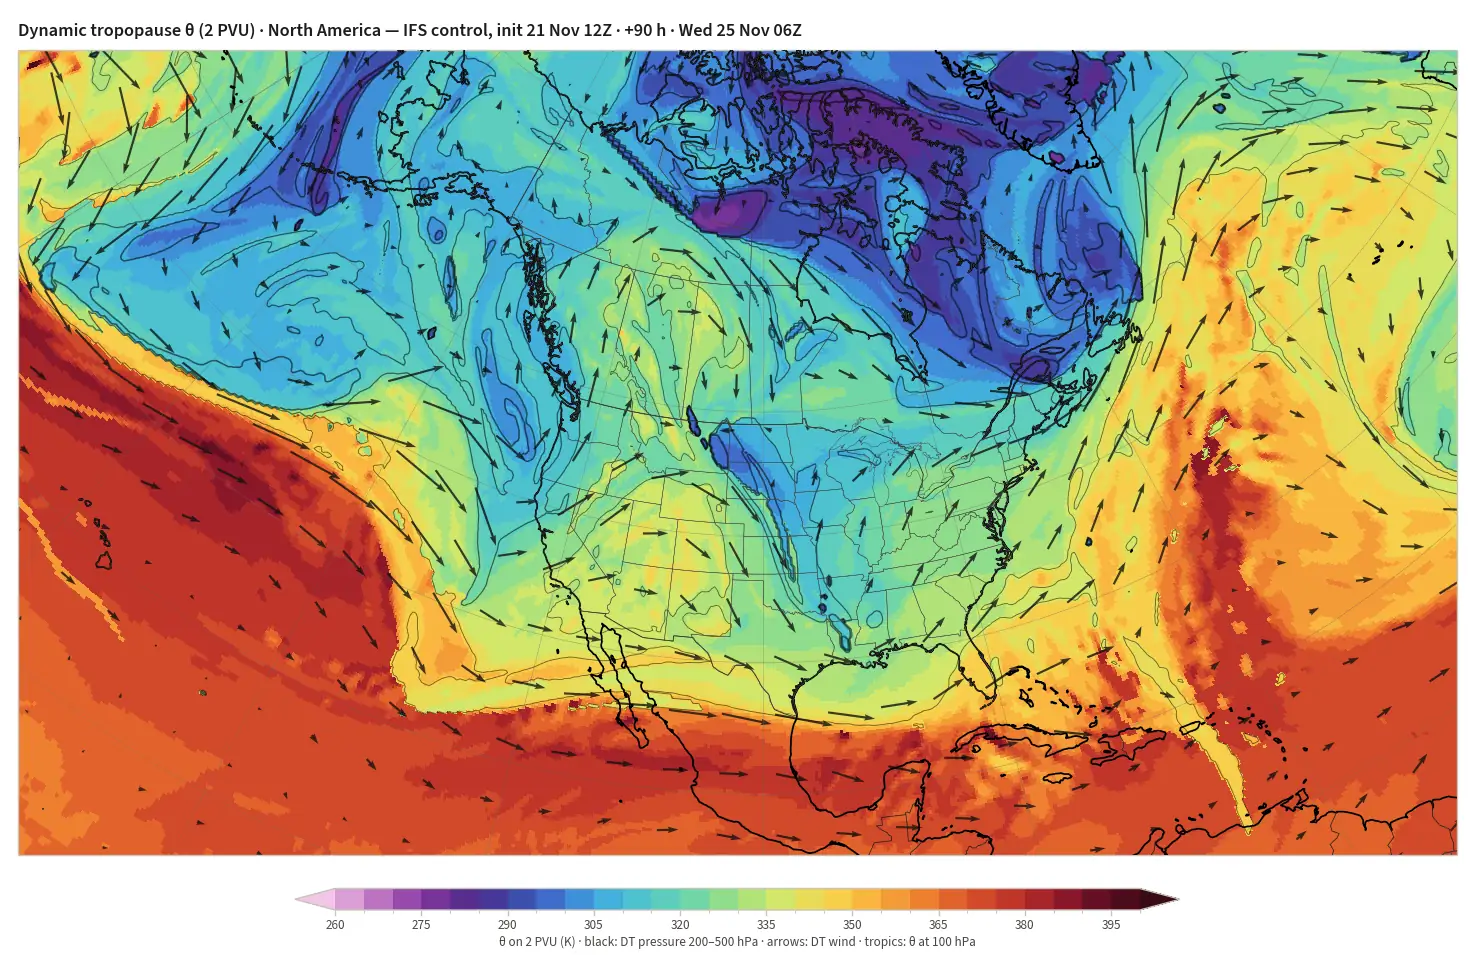 Dynamic tropopause θ (2 PVU) · North America — IFS control, init 21 Nov 12Z · +90 h · Wed 25 Nov 06Z
260 275 290 305 320 335 350 365 380 395
θ on 2 PVU (K) · black: DT pressure 200–500 hPa · arrows: DT wind · tropics: θ at 100 hPa